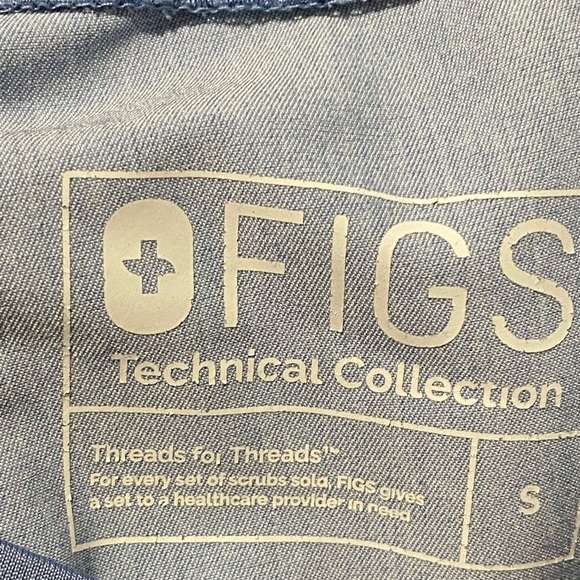 FIGS
Technical Collection
Threads for Threads™
For every set of scrubs sold, FIGS gives
a set to a healthcare provider in need
S